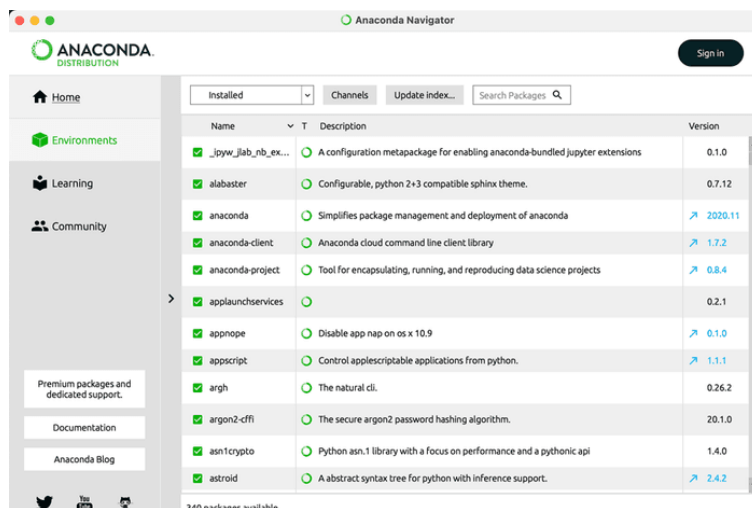 Anaconda Navigator
ANACONDA.
DISTRIBUTION
Sign in
Home
Environments
Learning
Community
Premium packages and
dedicated support.
Documentation
Anaconda Blog
You
Tube
Installed
Channels
Update index...
Search Packages
Name T Description Version
_ipyw_jlab_nb_ex... A configuration metapackage for enabling anaconda-bundled jupyter extensions 0.1.0
alabaster Configurable, python 2+3 compatible sphinx theme. 0.7.12
anaconda Simplifies package management and deployment of anaconda 2020.11
anaconda-client Anaconda cloud command line client library 1.7.2
anaconda-project Tool for encapsulating, running, and reproducing data science projects 0.8.4
applaunchservices 0.2.1
appnope Disable app nap on os x 10.9 0.1.0
appscript Control applescriptable applications from python. 1.1.1
argh The natural cli. 0.26.2
argon2-cffi The secure argon2 password hashing algorithm. 20.1.0
asn1crypto Python asn.1 library with a focus on performance and a pythonic api 1.4.0
astroid A abstract syntax tree for python with inference support. 2.4.2
340 packages available